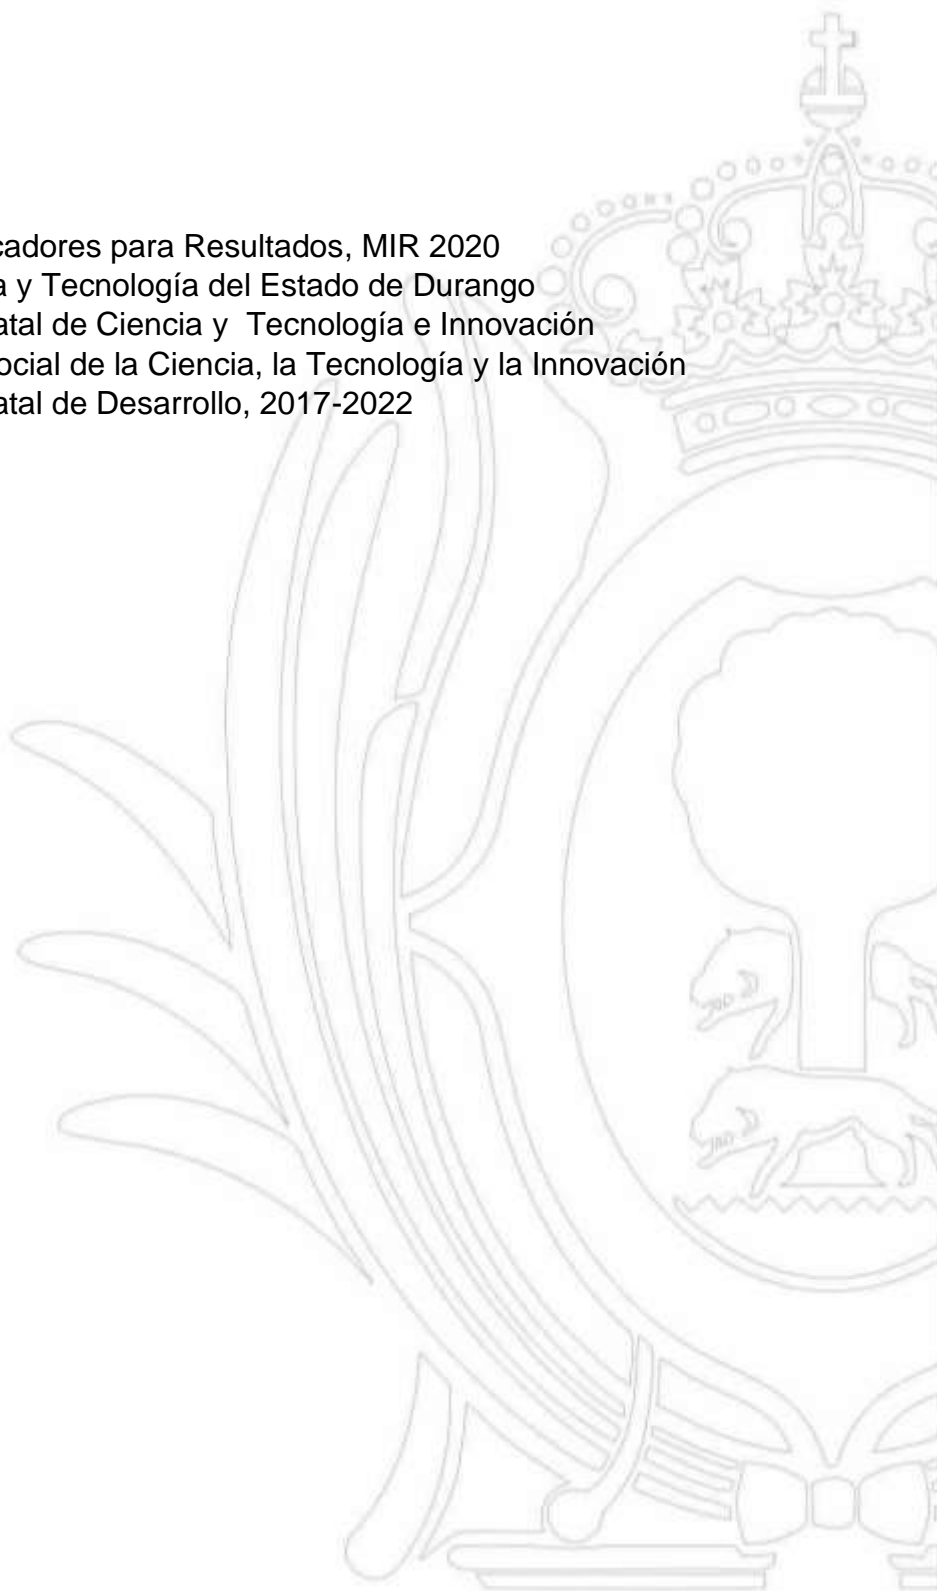 cadores para Resultados, MIR 2020
a y Tecnología del Estado de Durango
atal de Ciencia y Tecnología e Innovación
ocial de la Ciencia, la Tecnología y la Innovación
atal de Desarrollo, 2017-2022